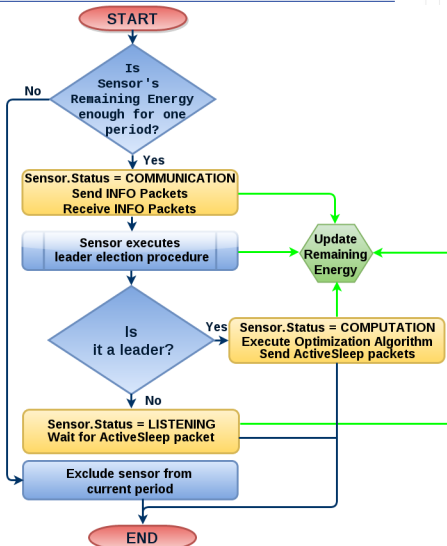 START
Is
Sensor's
Remaining Energy
enough for one
period?
No
Yes
Sensor.Status = COMMUNICATION
Send INFO Packets
Receive INFO Packets
Sensor executes
leader election procedure
Update
Remaining
Energy
Is
it a leader?
Yes
Sensor.Status = COMPUTATION
Execute Optimization Algorithm
Send ActiveSleep packets
No
Sensor.Status = LISTENING
Wait for ActiveSleep packet
Exclude sensor from
current period
END